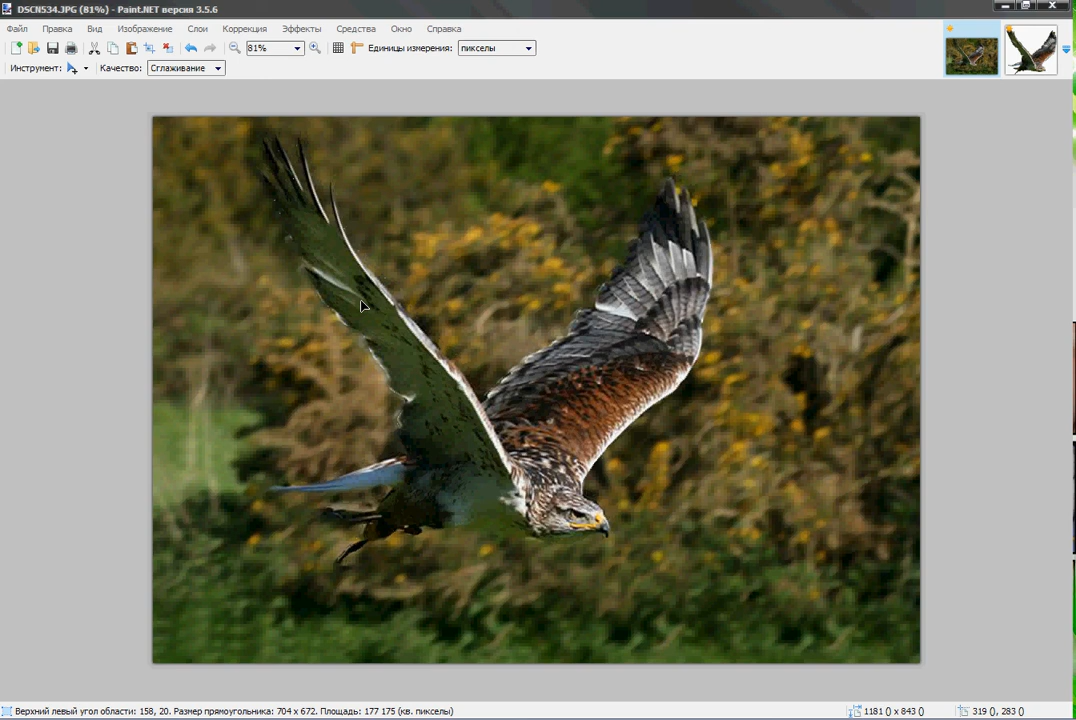 DSCN534.JPG (81%) - Paint.NET версия 3.5.6
Файл Правка Вид Изображение Слои Коррекция Эффекты Средства Окно Справка
81% Единицы измерения: пикселы
Инструмент: Качество: Сглаживание
Верхний левый угол области: 158, 20. Размер прямоугольника: 704 x 672. Площадь: 177 175 (кв. пикселы)
1181 () x 843 () 319 (), 283 ()